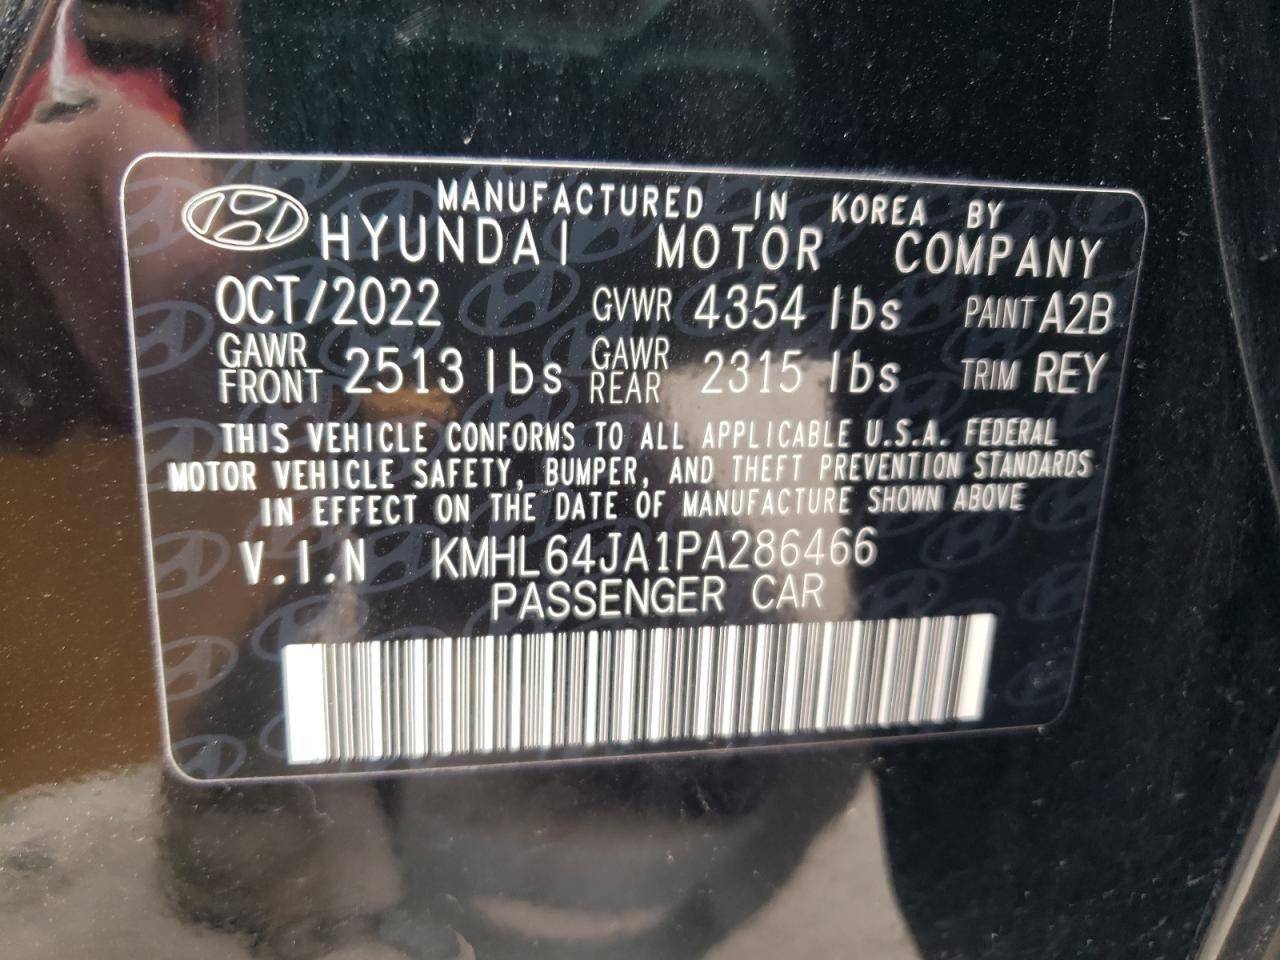 MANUFACTURED IN KOREA BY
HYUNDAI MOTOR COMPANY
OCT/2022 GVWR 4354 lbs PAINT A2B
GAWR FRONT 2513 lbs GAWR REAR 2315 lbs TRIM REY
THIS VEHICLE CONFORMS TO ALL APPLICABLE U.S.A. FEDERAL
MOTOR VEHICLE SAFETY, BUMPER, AND THEFT PREVENTION STANDARDS
IN EFFECT ON THE DATE OF MANUFACTURE SHOWN ABOVE
V.I.N KMHL64JA1PA286466
PASSENGER CAR